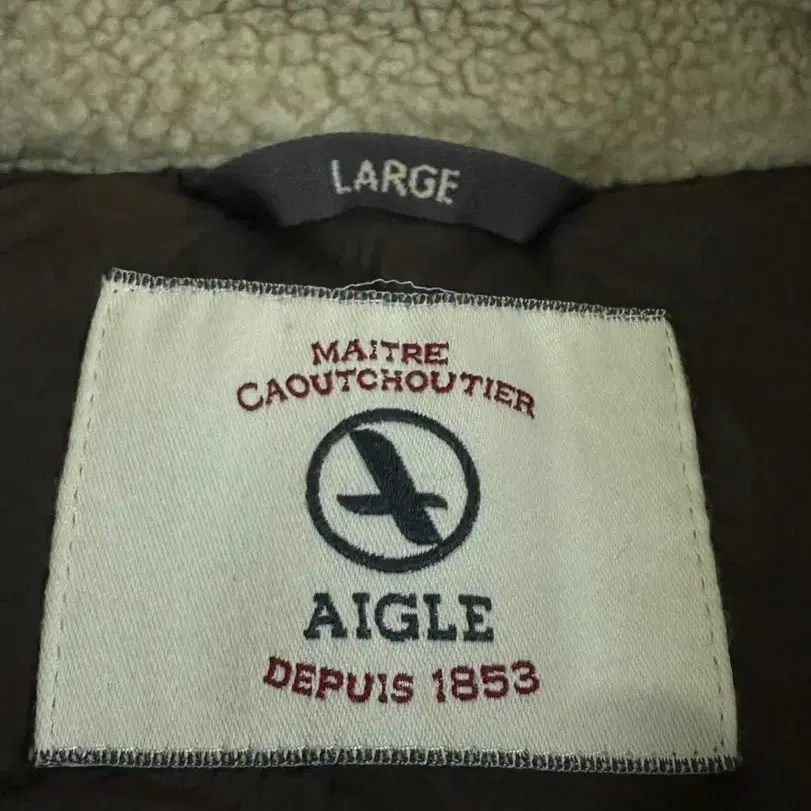 LARGE
MAITRE
CAOUTCHOUTIER
AIGLE
DEPUIS 1853